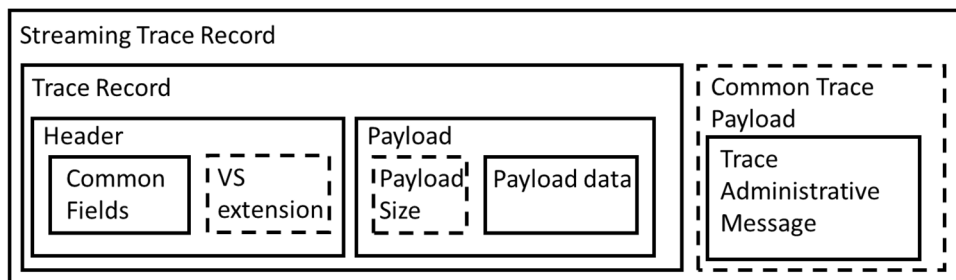 Streaming Trace Record
Trace Record
Header
Common
Fields
VS
extension
Payload
Payload
Size
Payload data
Common Trace
Payload
Trace
Administrative
Message